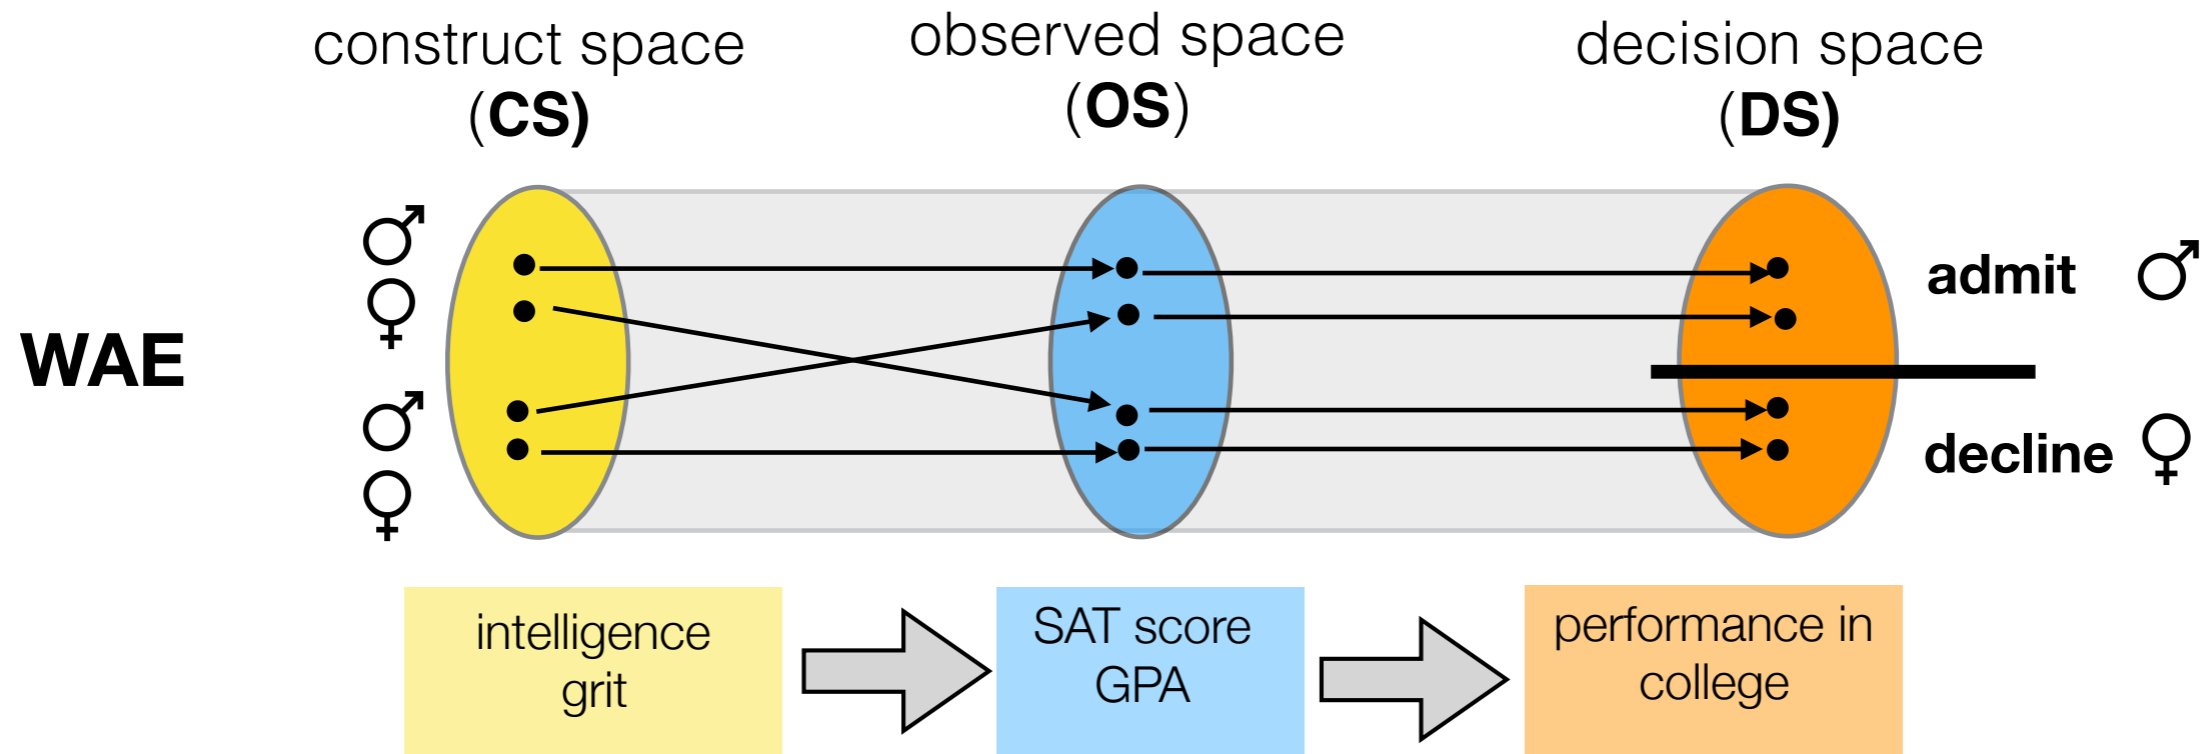 construct space
(CS)
observed space
(OS)
decision space
(DS)
WAE
admit
decline
intelligence
grit
SAT score
GPA
performance in
college